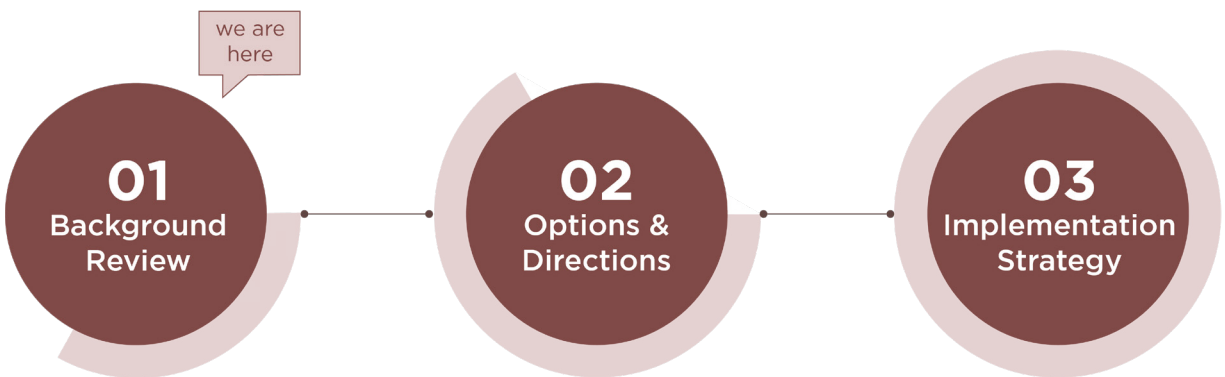 we are
here
01
Background
Review
02
Options &
Directions
03
Implementation
Strategy